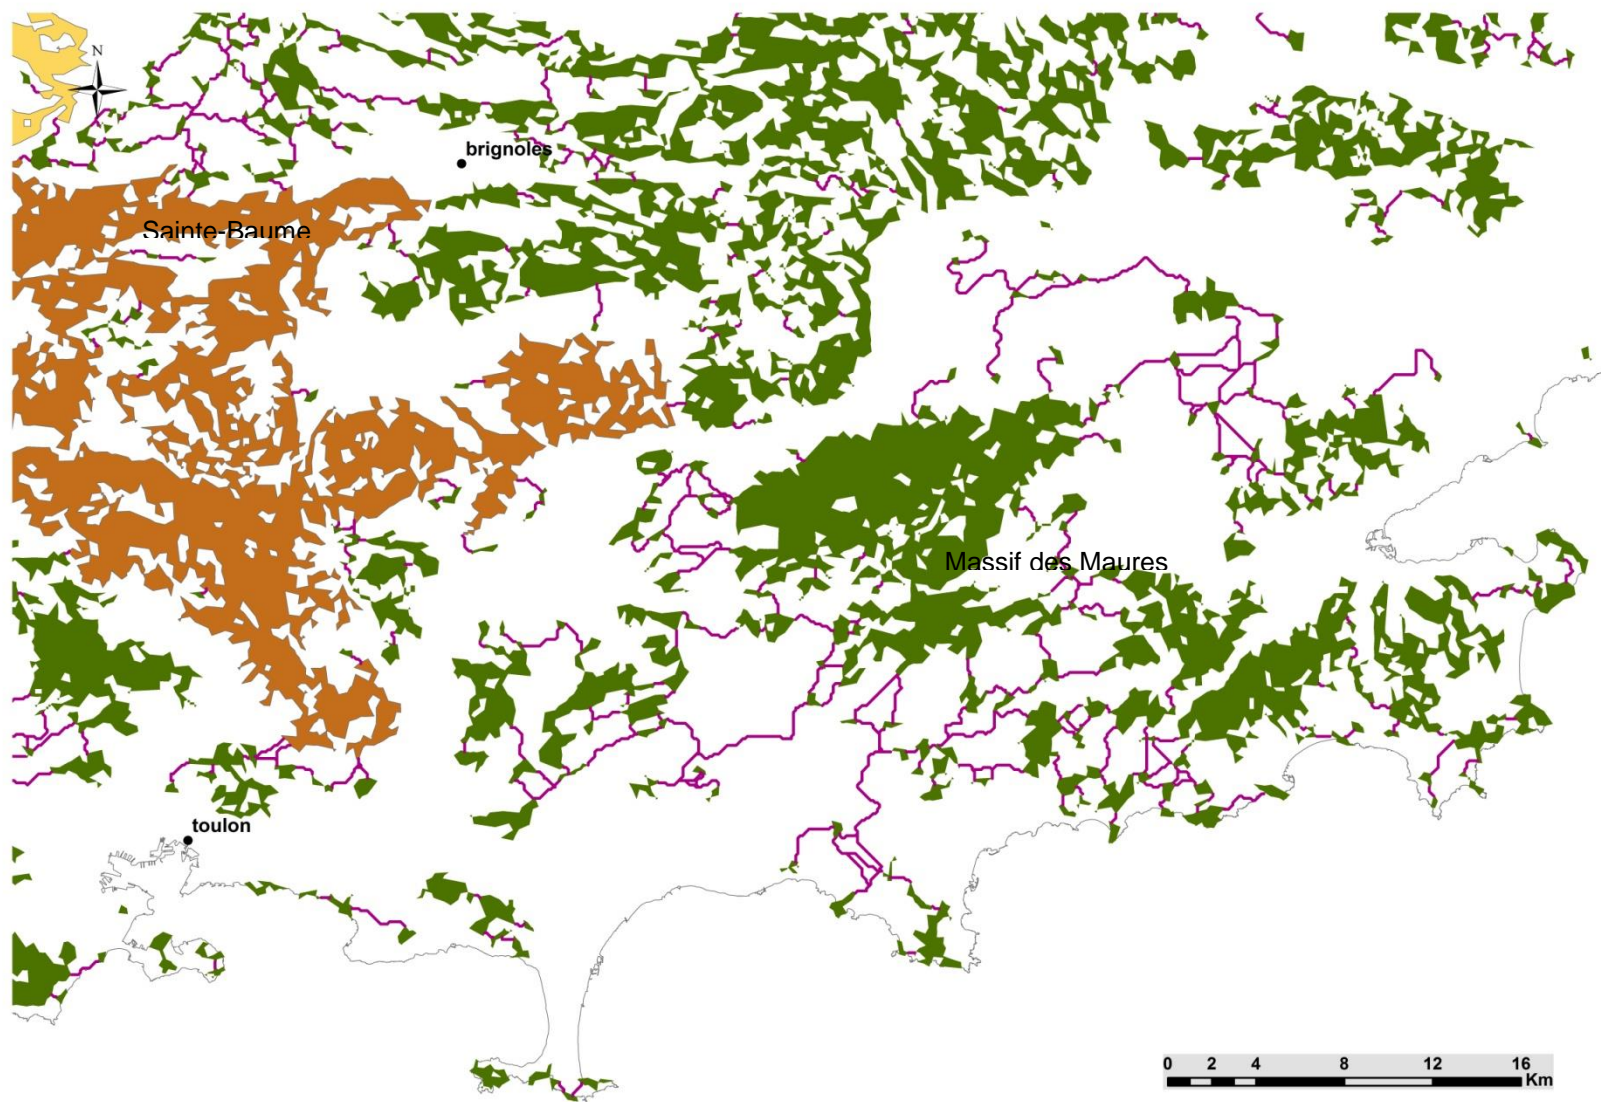 N
brignoles
Sainte-Baume
Massif des Maures
toulon
0 2 4 8 12 16
Km